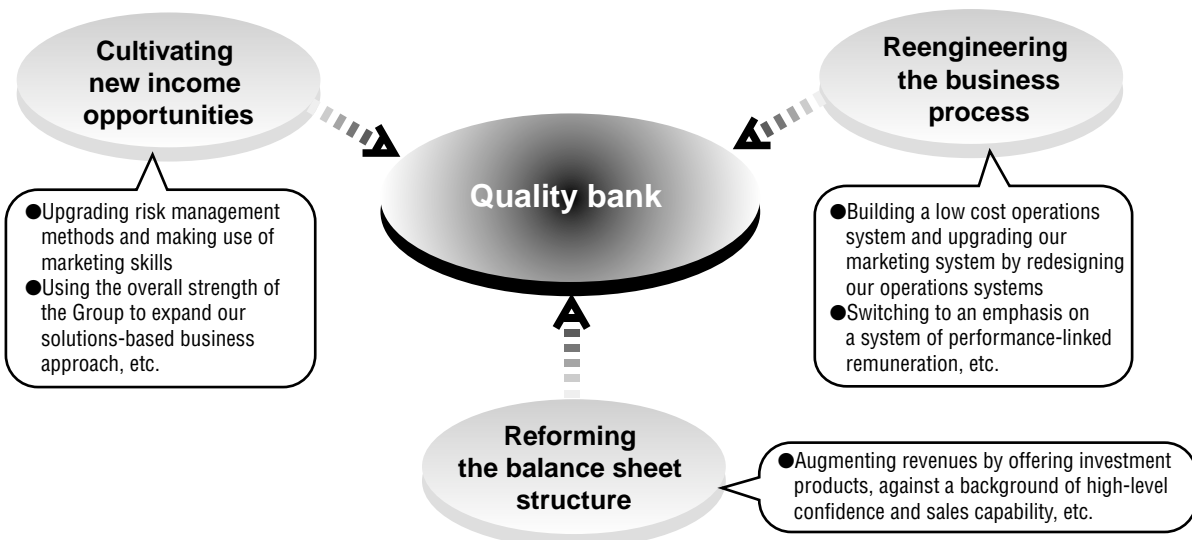 Cultivating
new income
opportunities
●Upgrading risk management
methods and making use of
marketing skills
●Using the overall strength of
the Group to expand our
solutions-based business
approach, etc.
Quality bank
Reengineering
the business
process
●Building a low cost operations
system and upgrading our
marketing system by redesigning
our operations systems
●Switching to an emphasis on
a system of performance-linked
remuneration, etc.
Reforming
the balance sheet
structure
●Augmenting revenues by offering investment
products, against a background of high-level
confidence and sales capability, etc.